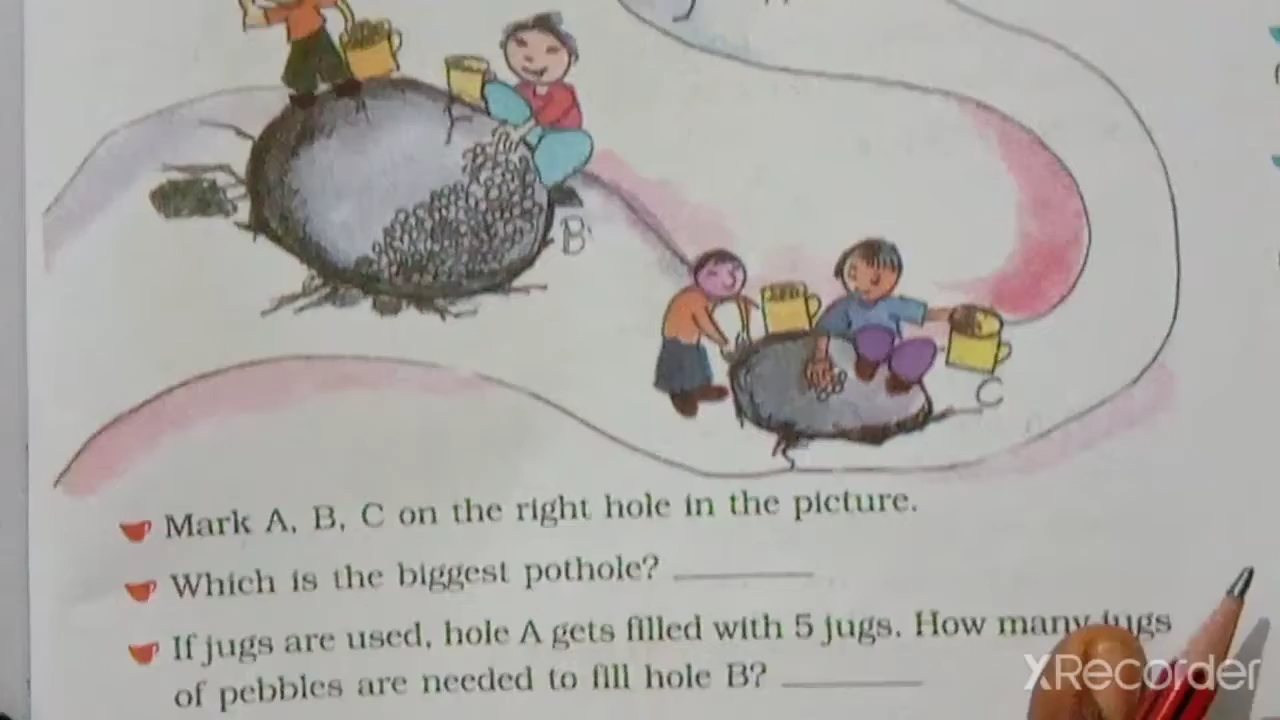 B
C
Mark A, B, C on the right hole in the picture.
Which is the biggest pothole?
If jugs are used, hole A gets filled with 5 jugs. How many jugs
of pebbles are needed to fill hole B?
XRecorder